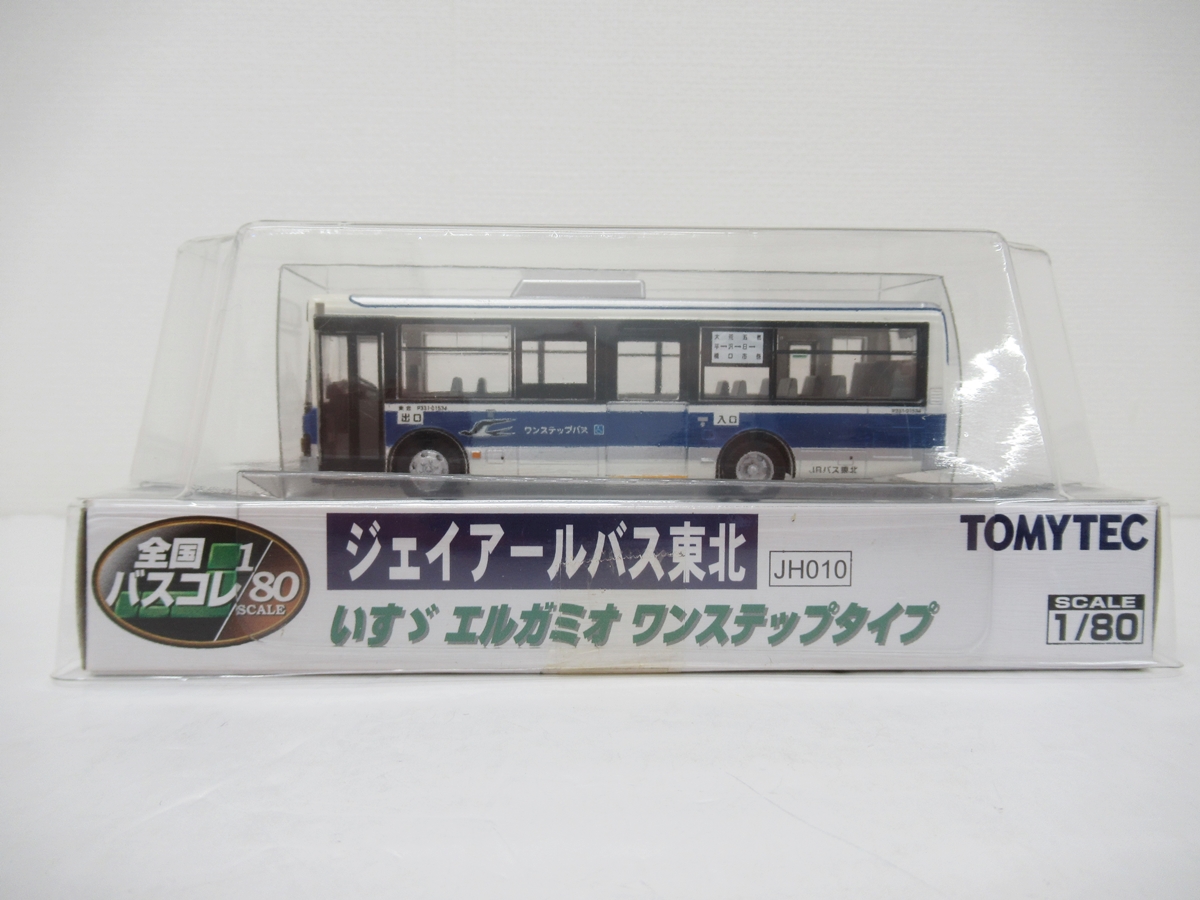 出口
ワンステップバス
入口
JRバス東北
全国
バスコレ
1/80
SCALE
ジェイアールバス東北
JH010
いすゞ エルガミオ ワンステップタイプ
TOMYTEC
SCALE
1/80